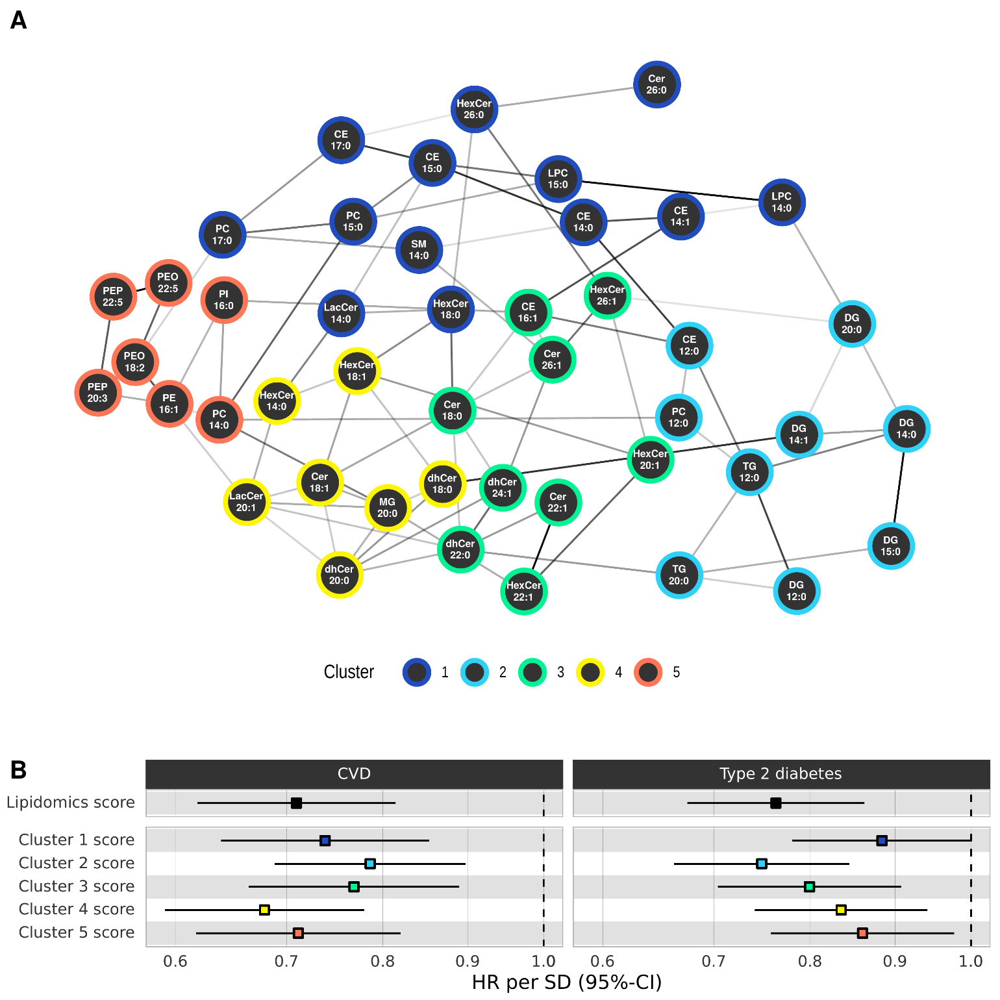 A
Cer
26:0
HexCer
26:0
CE
17:0
CE
15:0
LPC
15:0
LPC
14:0
CE
14:1
CE
14:0
PC
15:0
PC
17:0
SM
14:0
PEO
22:5
PEP
22:5
PI
16:0
LacCer
14:0
HexCer
18:0
CE
16:1
HexCer
26:1
DG
20:0
CE
12:0
Cer
26:1
PEO
18:2
HexCer
18:1
PEP
20:3
PE
16:1
HexCer
14:0
PC
14:0
Cer
18:0
PC
12:0
DG
14:1
DG
14:0
HexCer
20:1
TG
12:0
LacCer
20:1
Cer
18:1
MG
20:0
dhCer
18:0
dhCer
24:1
Cer
22:1
dhCer
22:0
DG
15:0
dhCer
20:0
HexCer
22:1
TG
20:0
DG
12:0
Cluster 1 2 3 4 5
B
CVD Type 2 diabetes
Lipidomics score
Cluster 1 score
Cluster 2 score
Cluster 3 score
Cluster 4 score
Cluster 5 score
0.6 0.7 0.8 0.9 1.0 0.6 0.7 0.8 0.9 1.0
HR per SD (95%-CI)